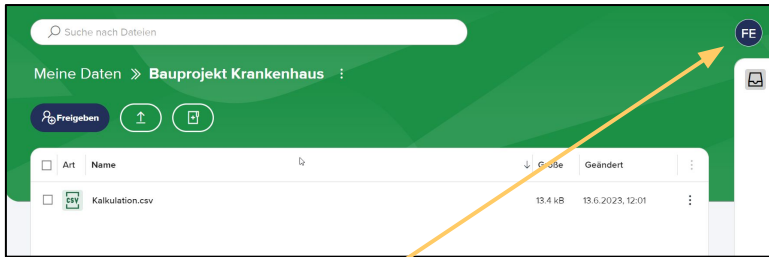 Suche nach Dateien
FE
Meine Daten » Bauprojekt Krankenhaus
Freigeben
Art Name Größe Geändert
CSV Kalkulation.csv 13.4 kB 13.6.2023, 12:01